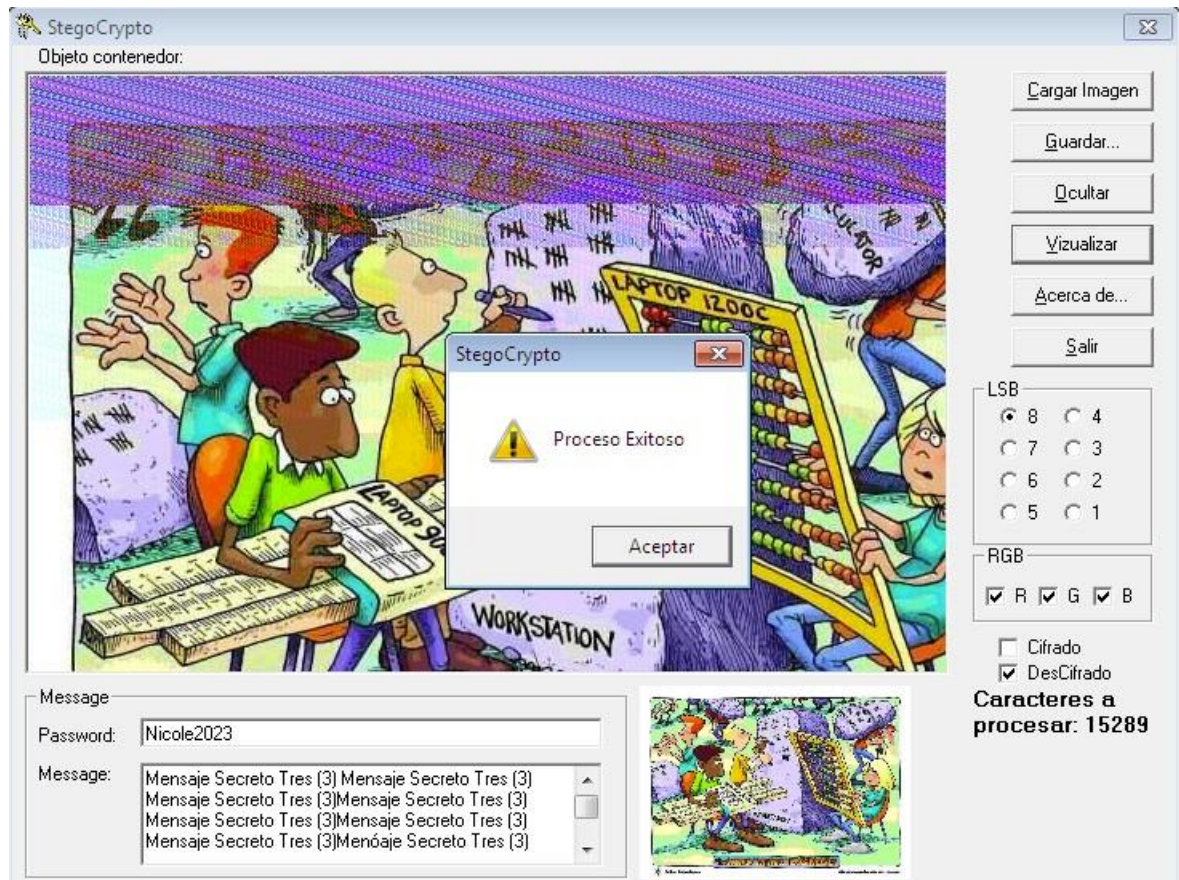 StegoCrypto
Objeto contenedor:
Cargar Imagen
Guardar...
Ocultar
Vizualizar
Acerca de...
Salir
LAPTOP 1200C
LAPTOP
WORKSTATION
StegoCrypto
Proceso Exitoso
Aceptar
LSB
8 4
7 3
6 2
5 1
RGB
R G B
Cifrado
DesCifrado
Caracteres a
procesar: 15289
Message
Password: Nicole2023
Message:
Mensaje Secreto Tres (3) Mensaje Secreto Tres (3)
Mensaje Secreto Tres (3)Mensaje Secreto Tres (3)
Mensaje Secreto Tres (3)Mensaje Secreto Tres (3)
Mensaje Secreto Tres (3)Menóaje Secreto Tres (3)